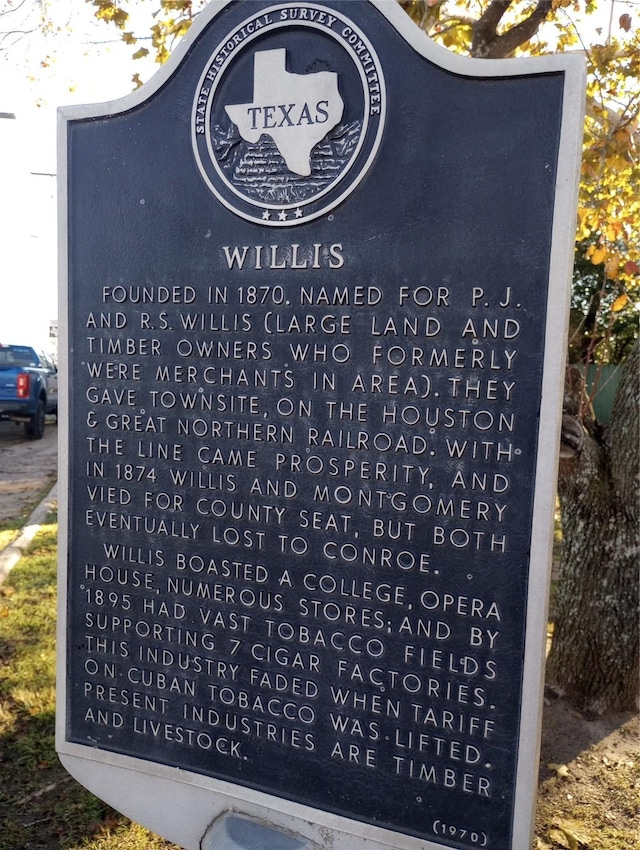 STATE HISTORICAL SURVEY COMMITTEE
TEXAS
WILLIS
FOUNDED IN 1870. NAMED FOR P. J.
AND R.S. WILLIS (LARGE LAND AND
TIMBER OWNERS WHO FORMERLY
WERE MERCHANTS IN AREA). THEY
GAVE TOWNSITE, ON THE HOUSTON
& GREAT NORTHERN RAILROAD. WITH
THE LINE CAME PROSPERITY, AND
IN 1874 WILLIS AND MONTGOMERY
VIED FOR COUNTY SEAT, BUT BOTH
EVENTUALLY LOST TO CONROE.
WILLIS BOASTED A COLLEGE, OPERA
HOUSE, NUMEROUS STORES; AND BY
1895 HAD VAST TOBACCO FIELDS
SUPPORTING 7 CIGAR FACTORIES.
THIS INDUSTRY FADED WHEN TARIFF
ON CUBAN TOBACCO WAS LIFTED.
PRESENT INDUSTRIES ARE TIMBER
AND LIVESTOCK.
(1970)